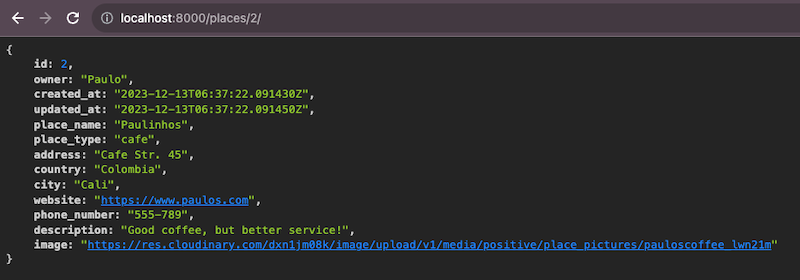 localhost:8000/places/2/
{
id: 2,
owner: "Paulo",
created_at: "2023-12-13T06:37:22.091430Z",
updated_at: "2023-12-13T06:37:22.091450Z",
place_name: "Paulinhos",
place_type: "cafe",
address: "Cafe Str. 45",
country: "Colombia",
city: "Cali",
website: "https://www.paulos.com",
phone_number: "555-789",
description: "Good coffee, but better service!",
image: "https://res.cloudinary.com/dxn1jm08k/image/upload/v1/media/positive/place_pictures/pauloscoffee_lwn21m"
}